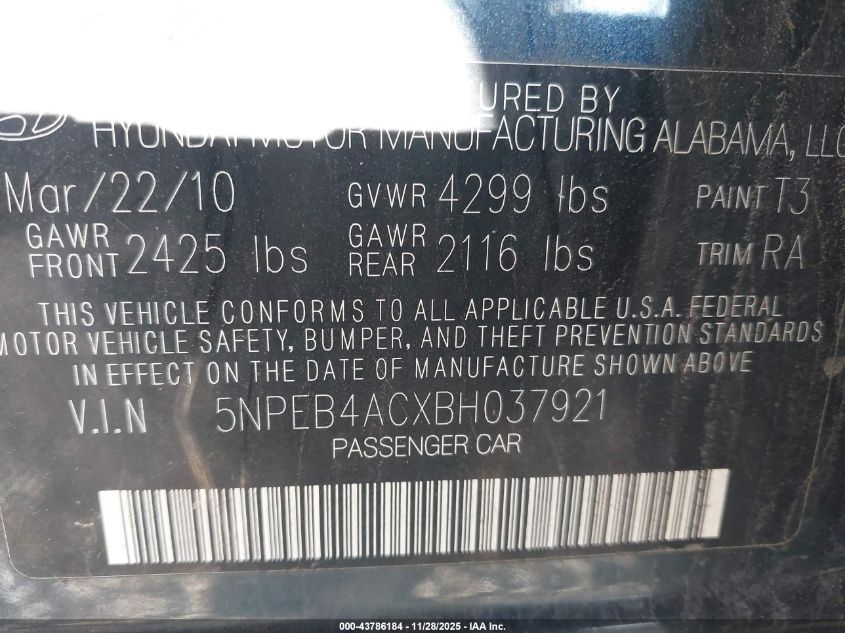 URED BY
HYUNDAI MOTOR MANUFACTURING ALABAMA, LLC
Mar/22/10 GVWR 4299 lbs PAINT T3
GAWR FRONT 2425 lbs GAWR REAR 2116 lbs TRIM RA
THIS VEHICLE CONFORMS TO ALL APPLICABLE U.S.A. FEDERAL
MOTOR VEHICLE SAFETY, BUMPER, AND THEFT PREVENTION STANDARDS
IN EFFECT ON THE DATE OF MANUFACTURE SHOWN ABOVE
V.I.N 5NPEB4ACXBH037921
PASSENGER CAR
000-43786184 - 11/28/2025 - IAA Inc.